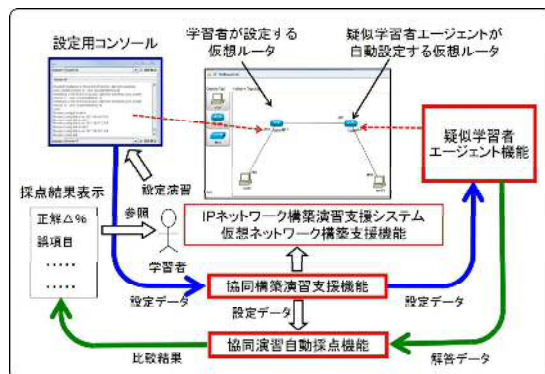 設定用コンソール
学習者が設定する
仮想ルータ
疑似学習者エージェントが
自動設定する仮想ルータ
疑似学習者
エージェント機能
設定演習
採点結果表示
正解△%
誤項目
・・・・・
・・・・・
参照
学習者
IPネットワーク構築演習支援システム
仮想ネットワーク構築支援機能
設定データ
協同構築演習支援機能
設定データ
設定データ
協同演習自動採点機能
比較結果
解答データ